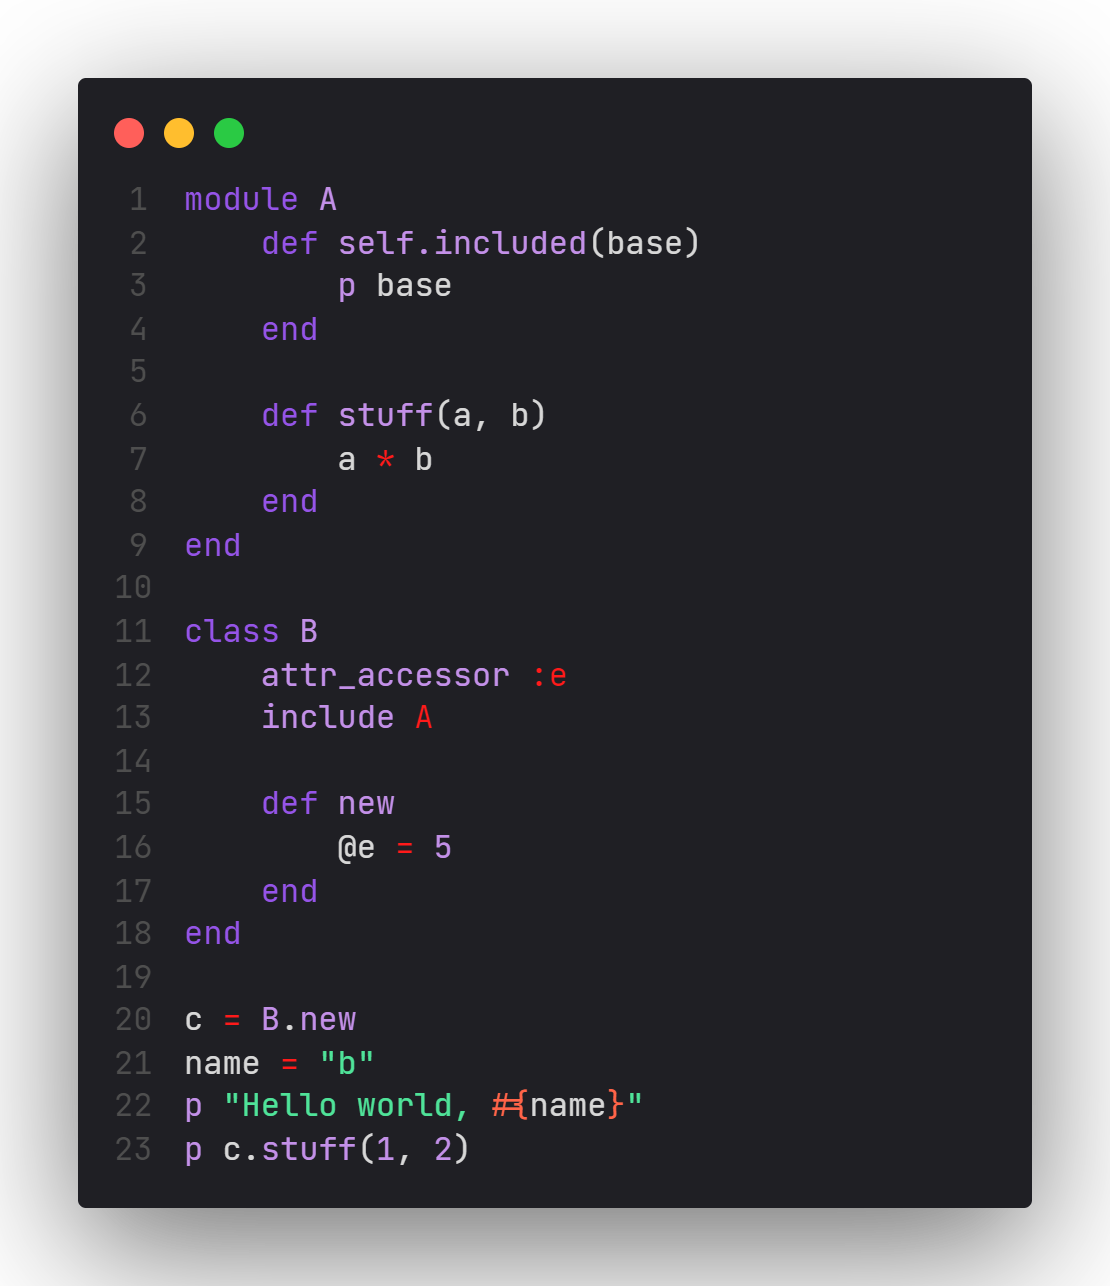 1 module A
2     def self.included(base)
3         p base
4     end
5
6     def stuff(a, b)
7         a * b
8     end
9 end
10
11 class B
12     attr_accessor :e
13     include A
14
15     def new
16         @e = 5
17     end
18 end
19
20 c = B.new
21 name = "b"
22 p "Hello world, #{name}"
23 p c.stuff(1, 2)